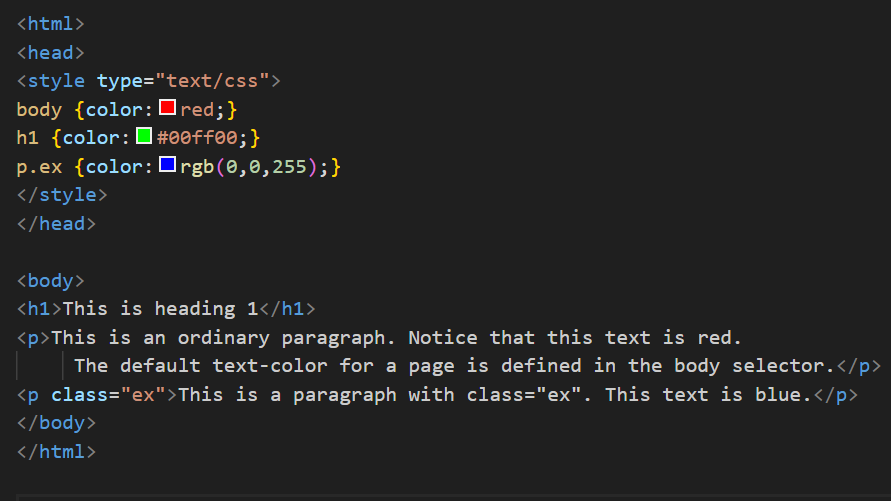 <html>
<head>
<style type="text/css">
body {color:red;}
h1 {color:#00ff00;}
p.ex {color:rgb(0,0,255);}
</style>
</head>
<body>
<h1>This is heading 1</h1>
<p>This is an ordinary paragraph. Notice that this text is red.
The default text-color for a page is defined in the body selector.</p>
<p class="ex">This is a paragraph with class="ex". This text is blue.</p>
</body>
</html>